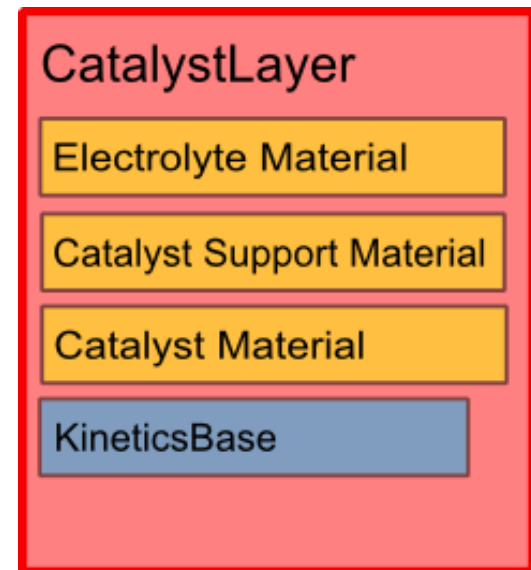 CatalystLayer
Electrolyte Material
Catalyst Support Material
Catalyst Material
KineticsBase